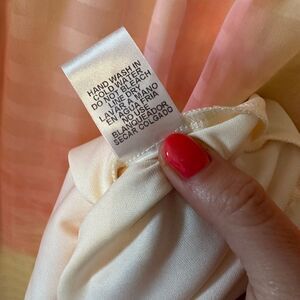 HAND WASH IN
COLD WATER
DO NOT BLEACH
LINE DRY
LAVAR A MANO
EN AGUA FRIA
NO USE
BLANQUEADOR
SECAR COLGADO